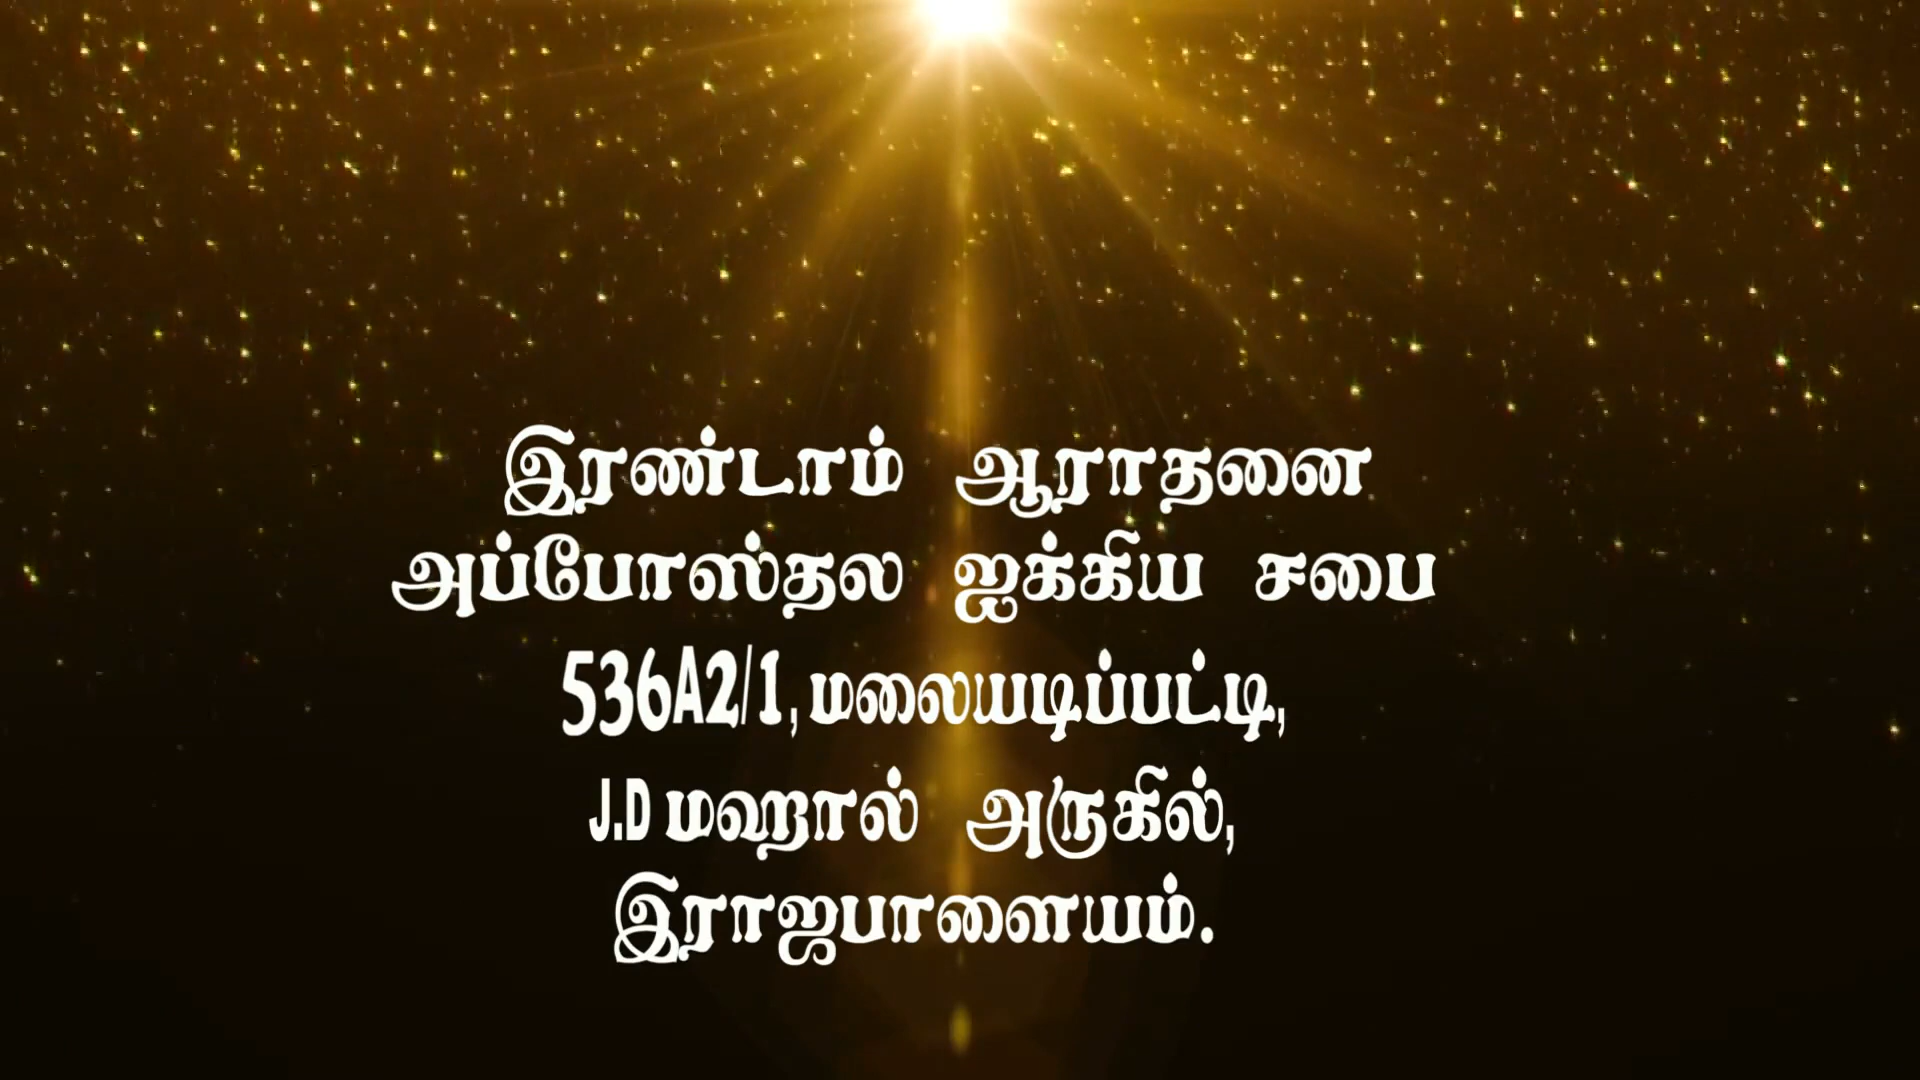 இரண்டாம் ஆராதனை
அப்போஸ்தல ஐக்கிய சபை
536A2/1, மலையடிப்பட்டி,
J.D மஹால் அருகில்,
இராஜபாளையம்.